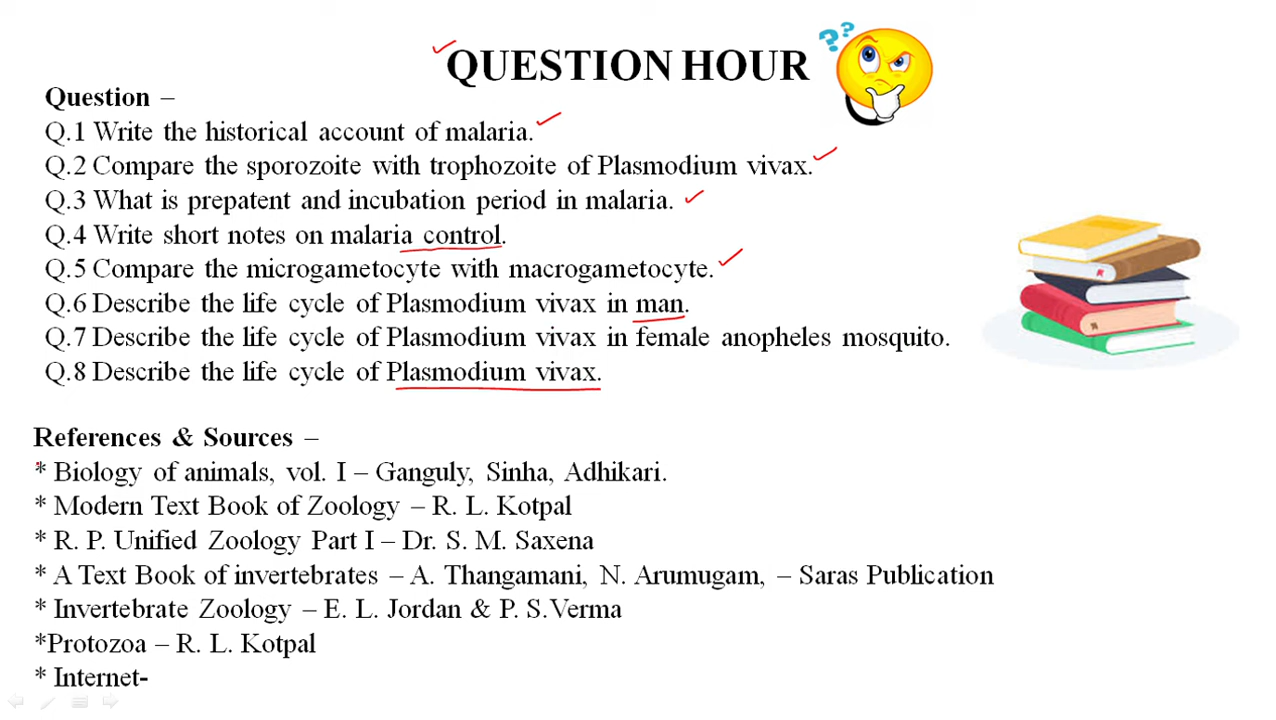 QUESTION HOUR
Question –
Q.1 Write the historical account of malaria.
Q.2 Compare the sporozoite with trophozoite of Plasmodium vivax.
Q.3 What is prepatent and incubation period in malaria.
Q.4 Write short notes on malaria control.
Q.5 Compare the microgametocyte with macrogametocyte.
Q.6 Describe the life cycle of Plasmodium vivax in man.
Q.7 Describe the life cycle of Plasmodium vivax in female anopheles mosquito.
Q.8 Describe the life cycle of Plasmodium vivax.
References & Sources –
* Biology of animals, vol. I – Ganguly, Sinha, Adhikari.
* Modern Text Book of Zoology – R. L. Kotpal
* R. P. Unified Zoology Part I – Dr. S. M. Saxena
* A Text Book of invertebrates – A. Thangamani, N. Arumugam, – Saras Publication
* Invertebrate Zoology – E. L. Jordan & P. S.Verma
*Protozoa – R. L. Kotpal
* Internet-